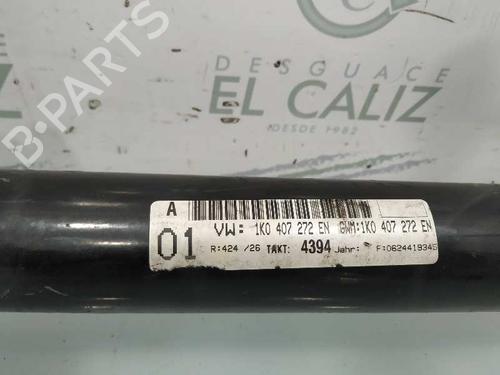 DESGUACE
EL CALIZ
DESDE 1982
B-PARTS
A
01
VW: 1K0 407 272 EN GWM:1K0 407 272 EN
R:424 /26 TAKT: 4394 Jahr: F:062441934